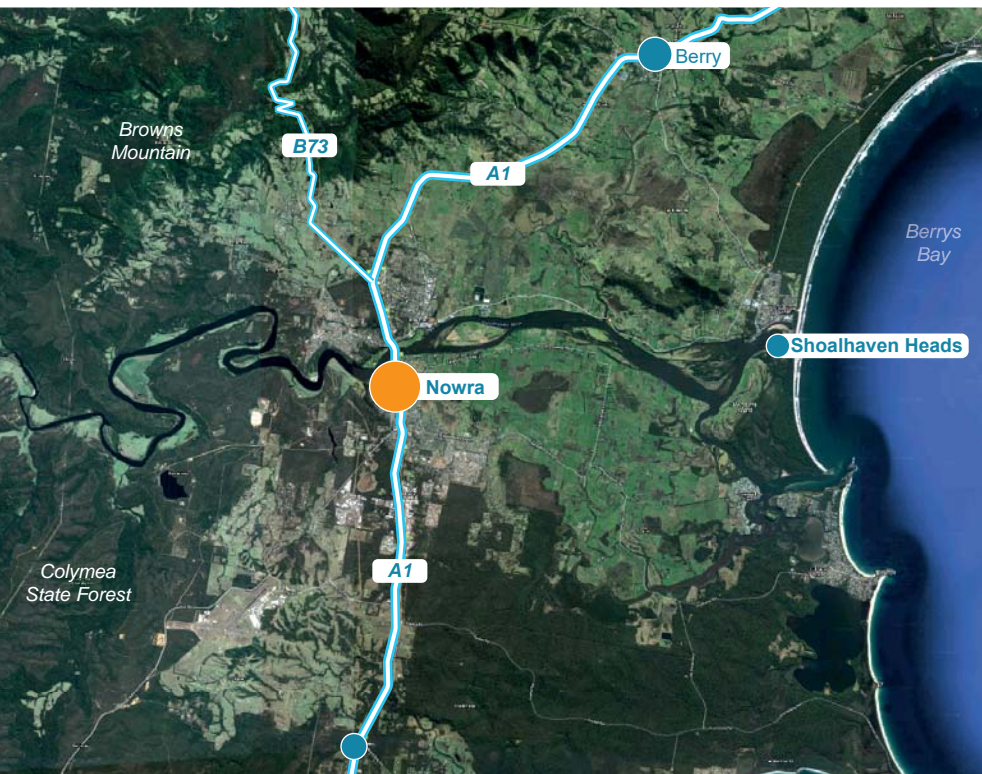 Berry
Browns
Mountain
B73
A1
Berrys
Bay
Shoalhaven Heads
Nowra
A1
Colymea
State Forest